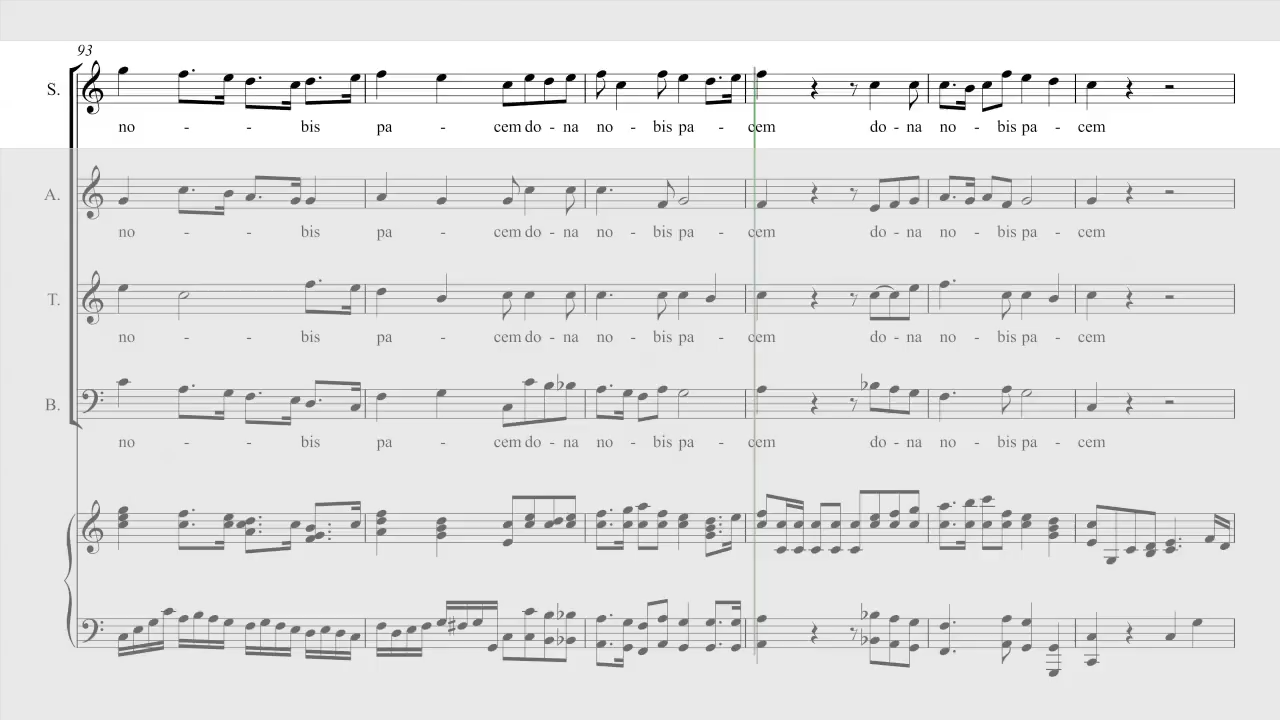 93
S.
no - - bis pa - cem do - na no - bis pa - cem do - na no - bis pa - cem
A.
no - - bis pa - cem do - na no - bis pa - cem do - na no - bis pa - cem
T.
no - - bis pa - cem do - na no - bis pa - cem do - na no - bis pa - cem
B.
no - - bis pa - cem do - na no - bis pa - cem do - na no - bis pa - cem